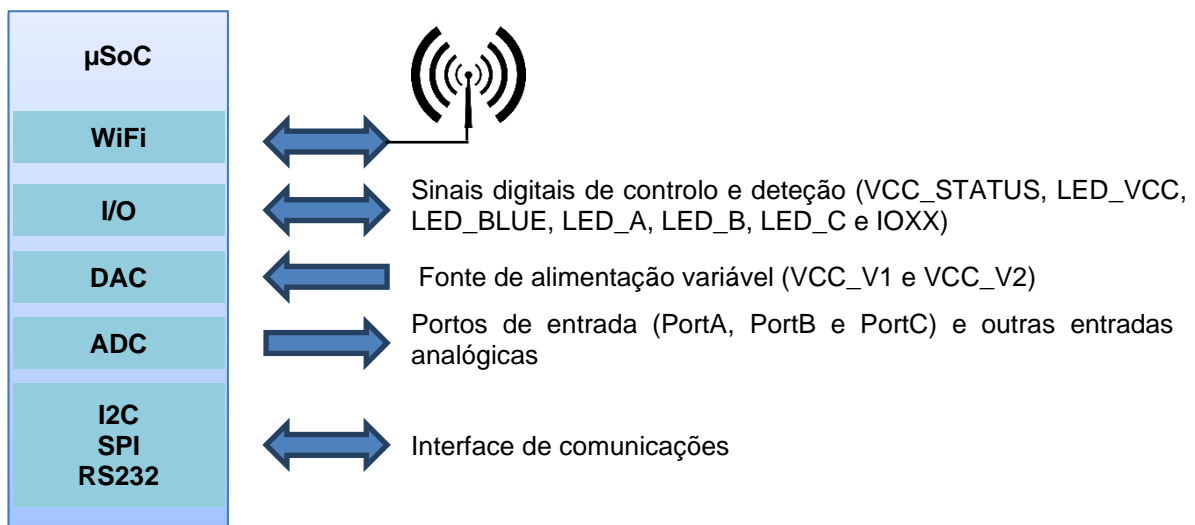 µSoC
WiFi
I/O
Sinais digitais de controlo e deteção (VCC_STATUS, LED_VCC,
LED_BLUE, LED_A, LED_B, LED_C e IOXX)
DAC
Fonte de alimentação variável (VCC_V1 e VCC_V2)
ADC
Portos de entrada (PortA, PortB e PortC) e outras entradas
analógicas
I2C
SPI
RS232
Interface de comunicações